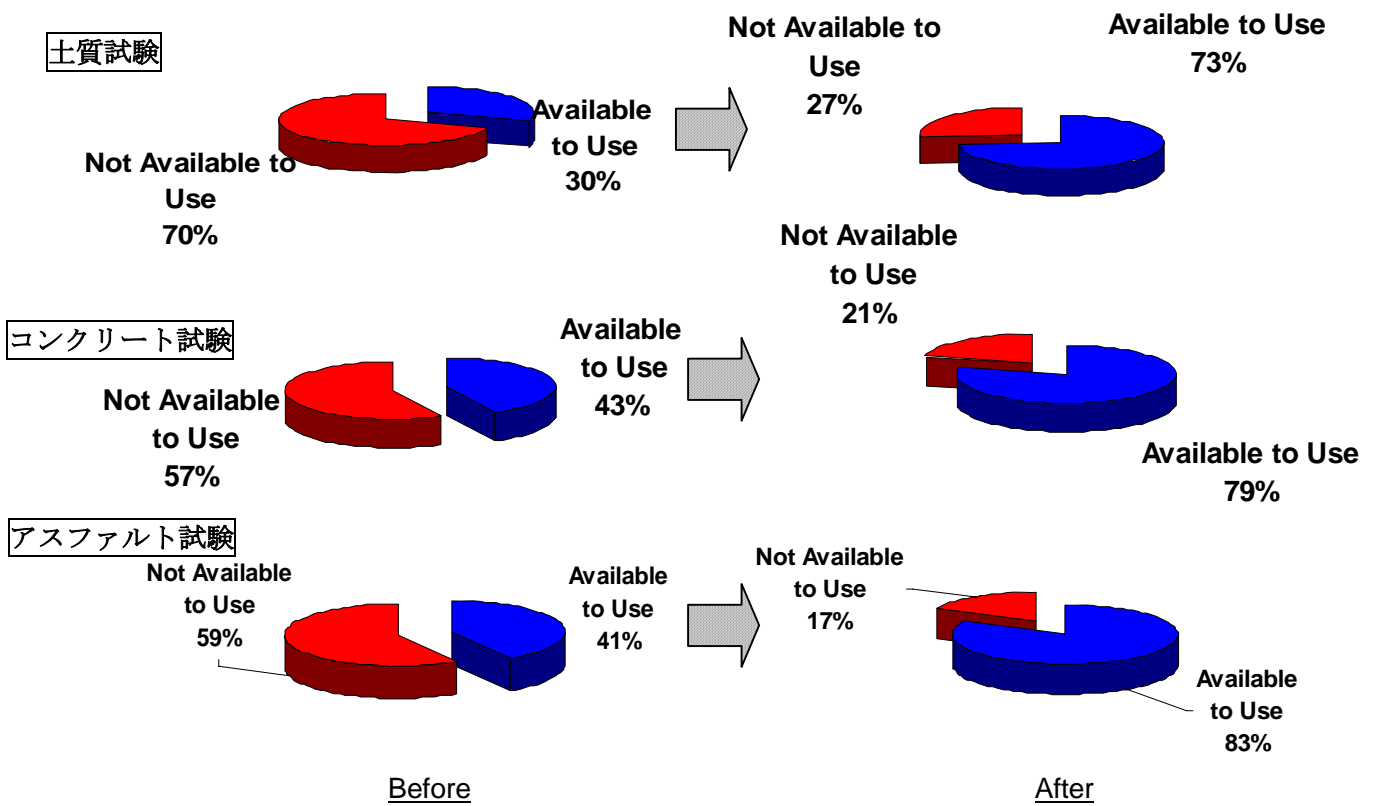 土質試験
Not Available to
Use
70%
Available
to Use
30%
Not Available to
Use
27%
Available to Use
73%
コンクリート試験
Not Available
to Use
57%
Available
to Use
43%
Not Available
to Use
21%
Available to Use
79%
アスファルト試験
Not Available
to Use
59%
Available
to Use
41%
Not Available
to Use
17%
Available
to Use
83%
Before
After